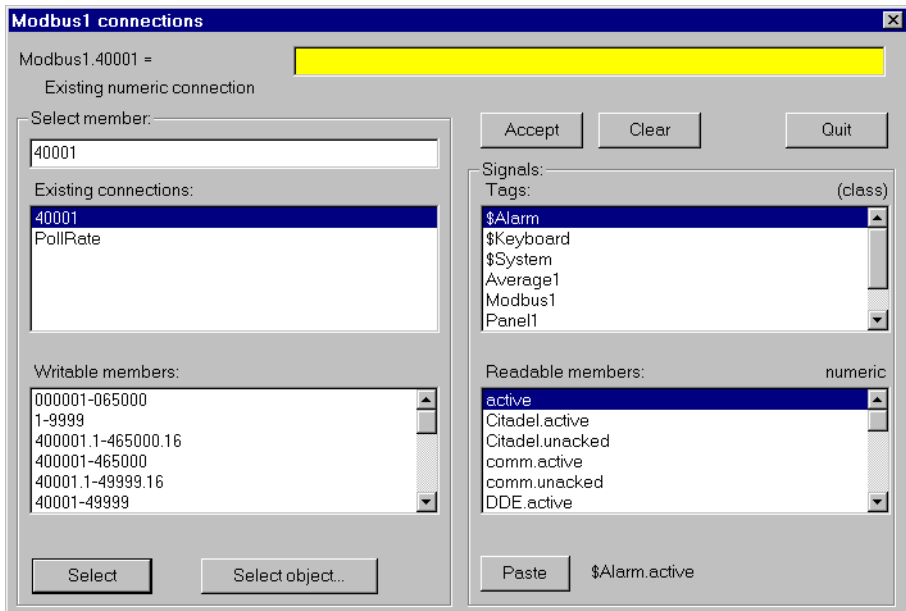 Modbus1 connections
Modbus1.40001 =
Existing numeric connection
Select member:
40001
Existing connections:
40001
PollRate
Writable members:
000001-065000
1-9999
400001.1-465000.16
400001-465000
40001.1-49999.16
40001-49999
Select
Select object...
Accept
Clear
Quit
Signals:
Tags: (class)
$Alarm
$Keyboard
$System
Average1
Modbus1
Panel1
Readable members: numeric
active
Citadel.active
Citadel.unacked
comm.active
comm.unacked
DDE.active
Paste
$Alarm.active